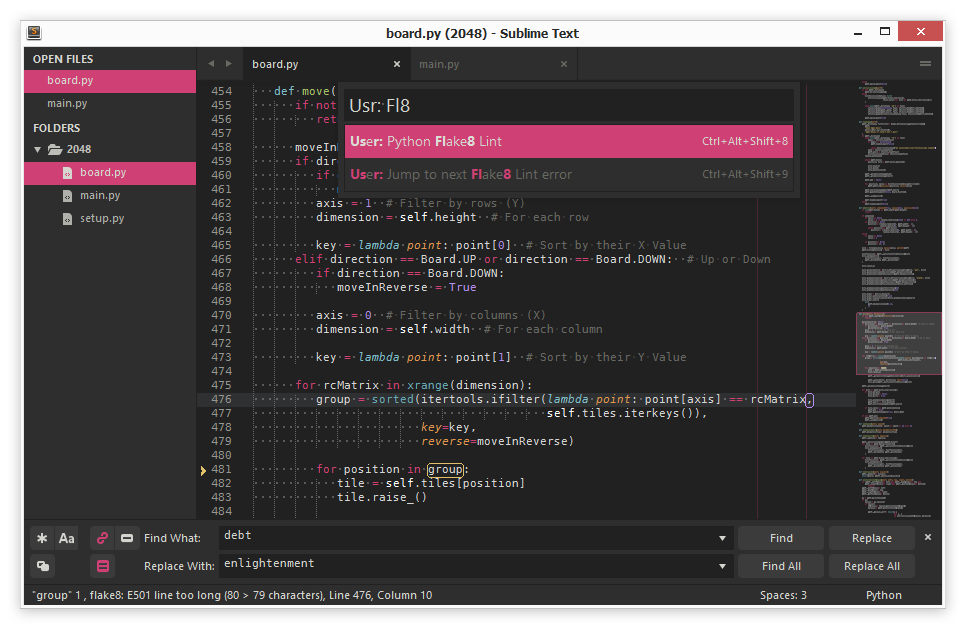 board.py (2048) - Sublime Text
OPEN FILES
board.py
main.py
FOLDERS
2048
board.py
main.py
setup.py
board.py
main.py
Usr: Fl8
User: Python Flake8 Lint Ctrl+Alt+Shift+8
User: Jump to next Flake8 Lint error Ctrl+Alt+Shift+9
454 def move(
455 if not
456 ret
457
458 moveIn
459 if dir
460 if
461
462 axis = 1 # Filter by rows (Y)
463 dimension = self.height # For each row
464
465 key = lambda point: point[0] # Sort by their X Value
466 elif direction == Board.UP or direction == Board.DOWN: # Up or Down
467 if direction == Board.DOWN:
468 moveInReverse = True
469
470 axis = 0 # Filter by columns (X)
471 dimension = self.width # For each column
472
473 key = lambda point: point[1] # Sort by their Y Value
474
475 for rcMatrix in xrange(dimension):
476 group = sorted(itertools.ifilter(lambda point: point[axis] == rcMatrix,
477 self.tiles.iterkeys()),
478 key=key,
479 reverse=moveInReverse)
480
481 for position in group:
482 tile = self.tiles[position]
483 tile.raise_()
484
Aa Find What: debt Find Replace
Replace With: enlightenment Find All Replace All
"group" 1 , flake8: E501 line too long (80 > 79 characters), Line 476, Column 10 Spaces: 3 Python